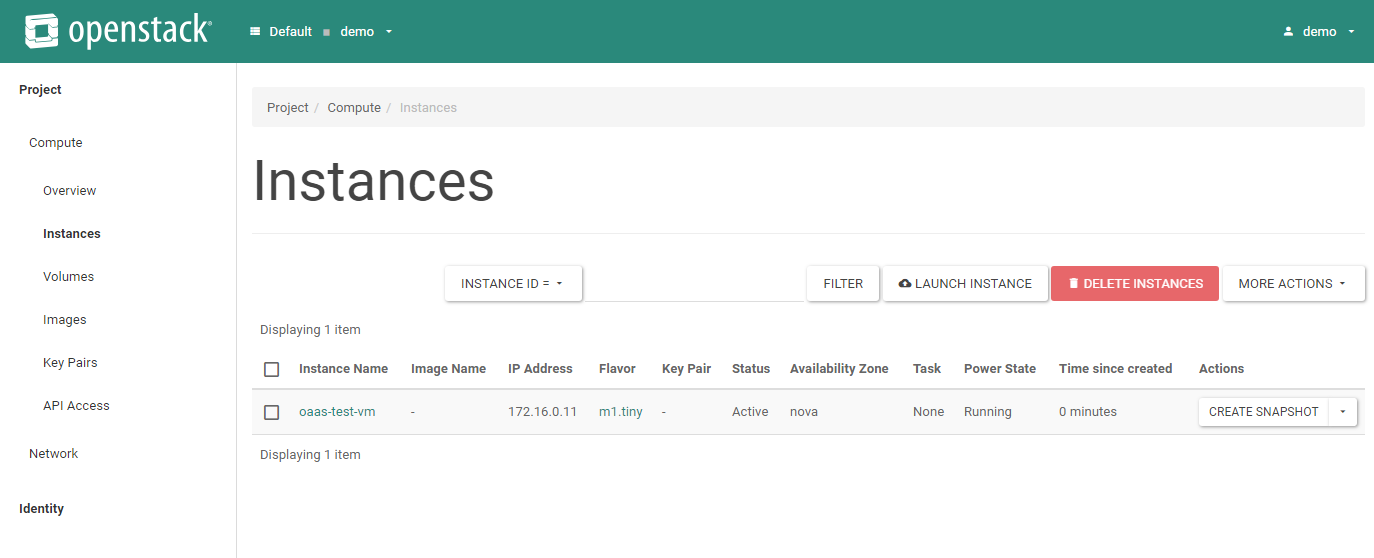 openstack® Default demo demo
Project
Compute
Overview
Instances
Volumes
Images
Key Pairs
API Access
Network
Identity
Project / Compute / Instances
Instances
INSTANCE ID = FILTER LAUNCH INSTANCE DELETE INSTANCES MORE ACTIONS
Displaying 1 item
Instance Name Image Name IP Address Flavor Key Pair Status Availability Zone Task Power State Time since created Actions
oaas-test-vm - 172.16.0.11 m1.tiny - Active nova None Running 0 minutes CREATE SNAPSHOT
Displaying 1 item